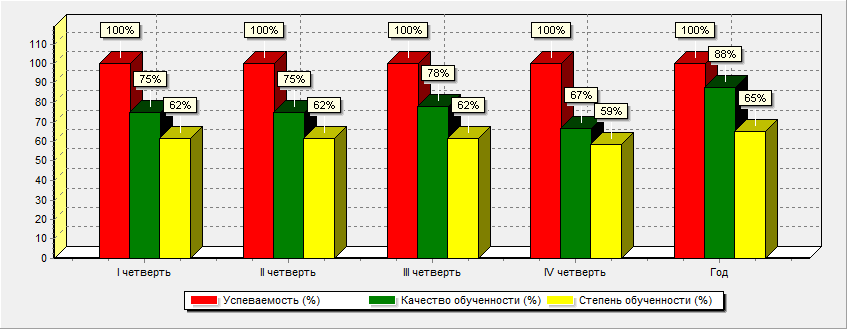 100% 100% 100% 100% 100%
88%
75% 75% 78%
67% 65%
62% 62% 62% 59%
110
100
90
80
70
60
50
40
30
20
10
0
I четверть II четверть III четверть IV четверть Год
Успеваемость (%) Качество обученности (%) Степень обученности (%)